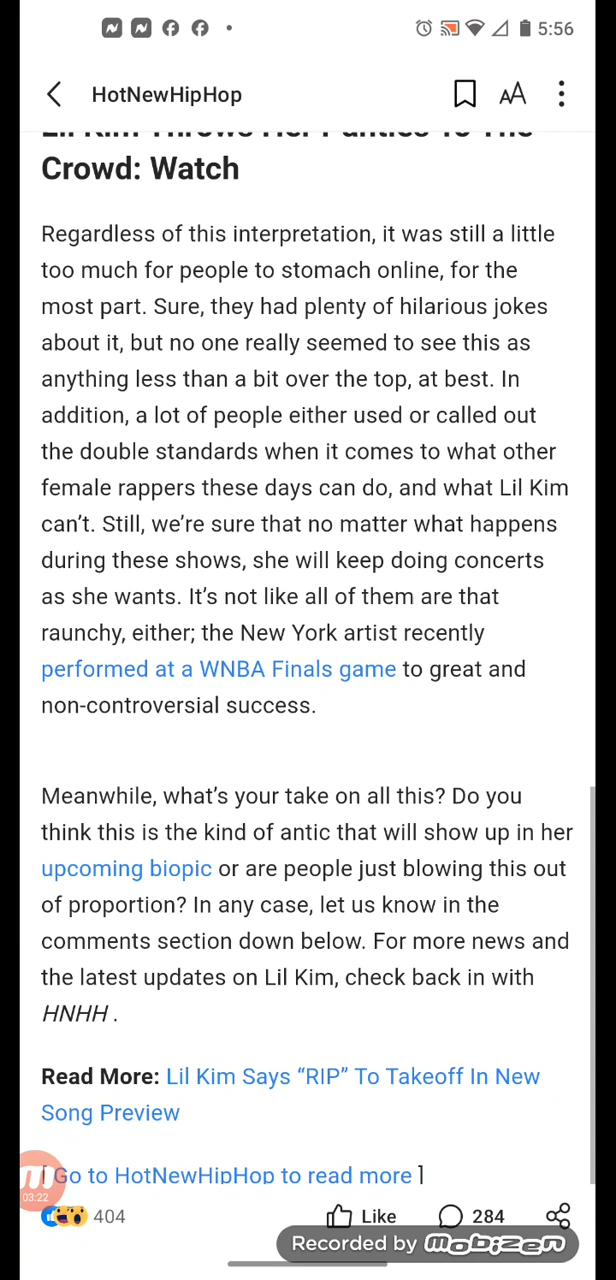 5:56
HotNewHipHop
AA
Lil Kim Throws Her Panties To The
Crowd: Watch
Regardless of this interpretation, it was still a little
too much for people to stomach online, for the
most part. Sure, they had plenty of hilarious jokes
about it, but no one really seemed to see this as
anything less than a bit over the top, at best. In
addition, a lot of people either used or called out
the double standards when it comes to what other
female rappers these days can do, and what Lil Kim
can’t. Still, we’re sure that no matter what happens
during these shows, she will keep doing concerts
as she wants. It’s not like all of them are that
raunchy, either; the New York artist recently
performed at a WNBA Finals game to great and
non-controversial success.
Meanwhile, what’s your take on all this? Do you
think this is the kind of antic that will show up in her
upcoming biopic or are people just blowing this out
of proportion? In any case, let us know in the
comments section down below. For more news and
the latest updates on Lil Kim, check back in with
HNHH .
Read More: Lil Kim Says “RIP” To Takeoff In New
Song Preview
[ Go to HotNewHipHop to read more ]
03:22
404 Like 284
Recorded by mobizen